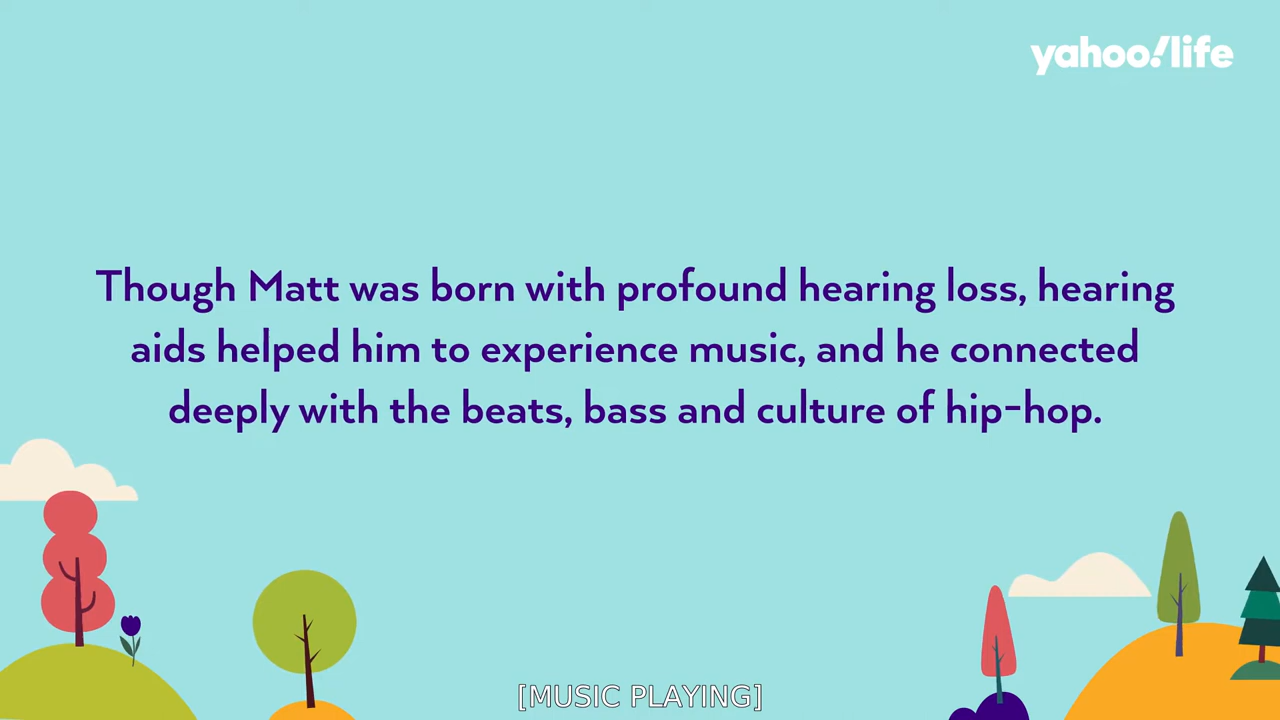 yahoo!life
Though Matt was born with profound hearing loss, hearing
aids helped him to experience music, and he connected
deeply with the beats, bass and culture of hip-hop.
[MUSIC PLAYING]